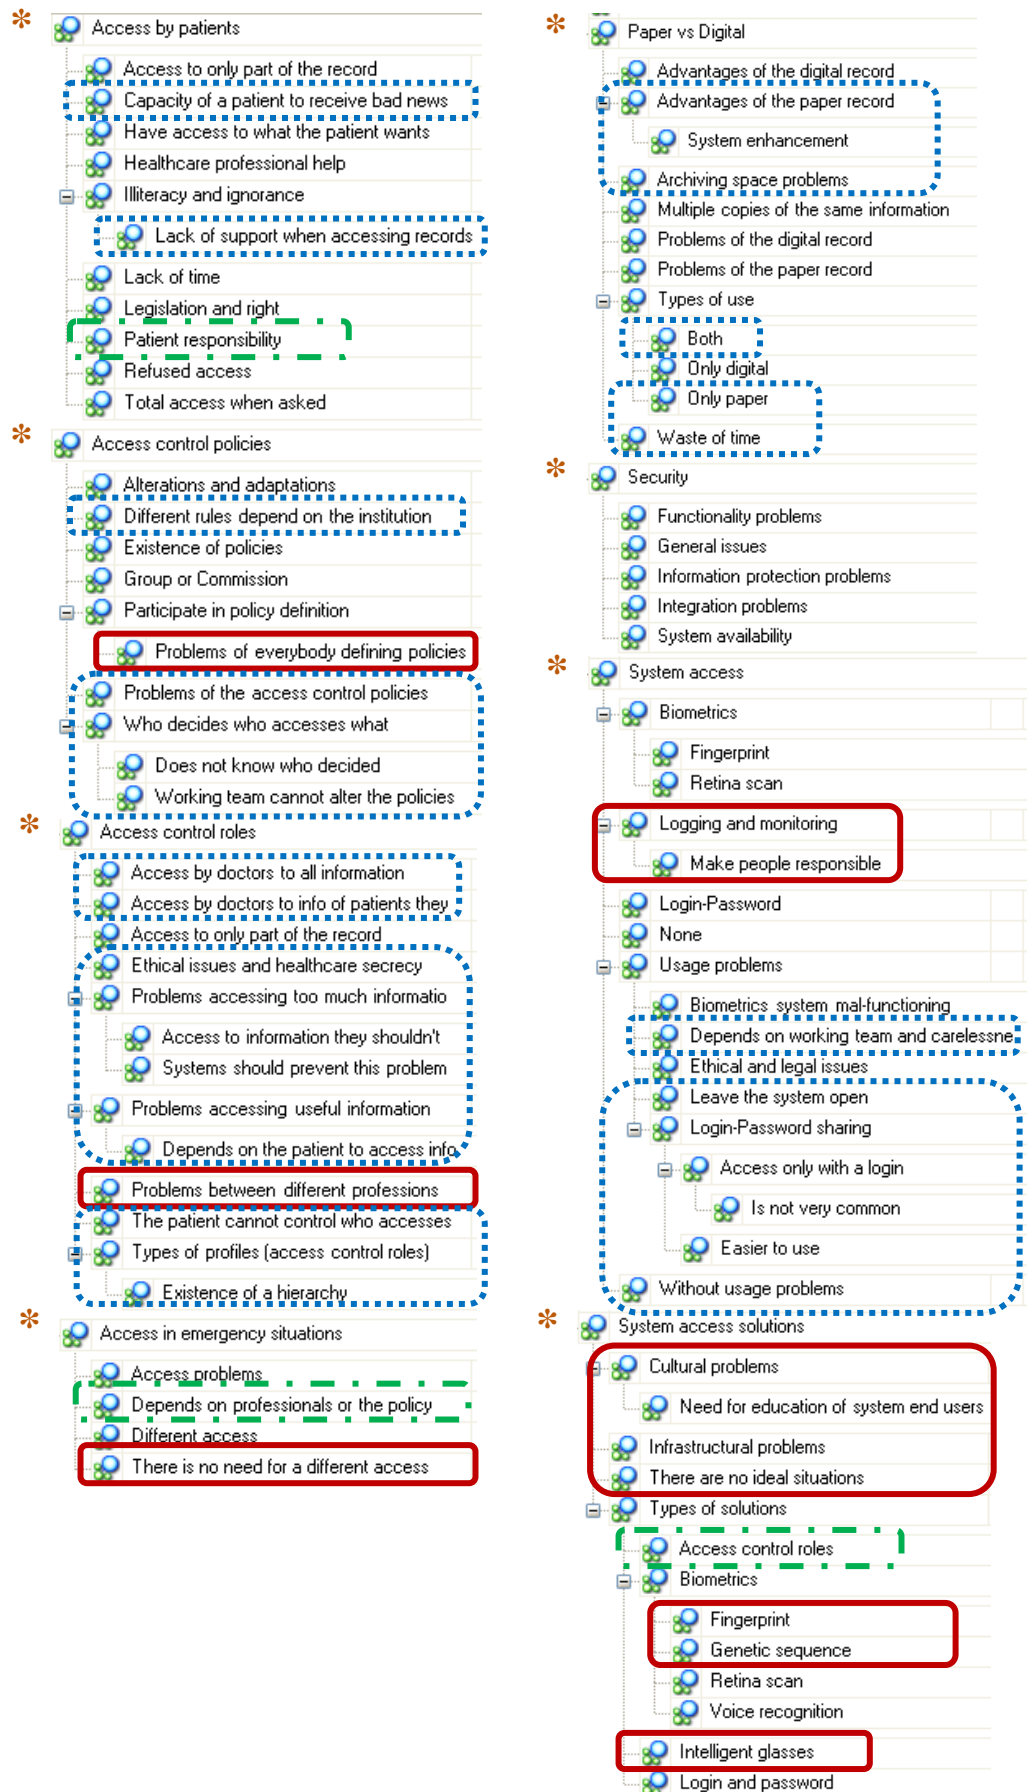 * Access by patients
Access to only part of the record
Capacity of a patient to receive bad news
Have access to what the patient wants
Healthcare professional help
Illiteracy and ignorance
Lack of support when accessing records
Lack of time
Legislation and right
Patient responsibility
Refused access
Total access when asked
* Access control policies
Alterations and adaptations
Different rules depend on the institution
Existence of policies
Group or Commission
Participate in policy definition
Problems of everybody defining policies
Problems of the access control policies
Who decides who accesses what
Does not know who decided
Working team cannot alter the policies
* Access control roles
Access by doctors to all information
Access by doctors to info of patients they
Access to only part of the record
Ethical issues and healthcare secrecy
Problems accessing too much informatio
Access to information they shouldn't
Systems should prevent this problem
Problems accessing useful information
Depends on the patient to access info
Problems between different professions
The patient cannot control who accesses
Types of profiles (access control roles)
Existence of a hierarchy
* Access in emergency situations
Access problems
Depends on professionals or the policy
Different access
There is no need for a different access
* Paper vs Digital
Advantages of the digital record
Advantages of the paper record
System enhancement
Archiving space problems
Multiple copies of the same information
Problems of the digital record
Problems of the paper record
Types of use
Both
Only digital
Only paper
Waste of time
* Security
Functionality problems
General issues
Information protection problems
Integration problems
System availability
* System access
Biometrics
Fingerprint
Retina scan
Logging and monitoring
Make people responsible
Login-Password
None
Usage problems
Biometrics system mal-functioning
Depends on working team and carelessne
Ethical and legal issues
Leave the system open
Login-Password sharing
Access only with a login
Is not very common
Easier to use
Without usage problems
* System access solutions
Cultural problems
Need for education of system end users
Infrastructural problems
There are no ideal situations
Types of solutions
Access control roles
Biometrics
Fingerprint
Genetic sequence
Retina scan
Voice recognition
Intelligent glasses
Login and password